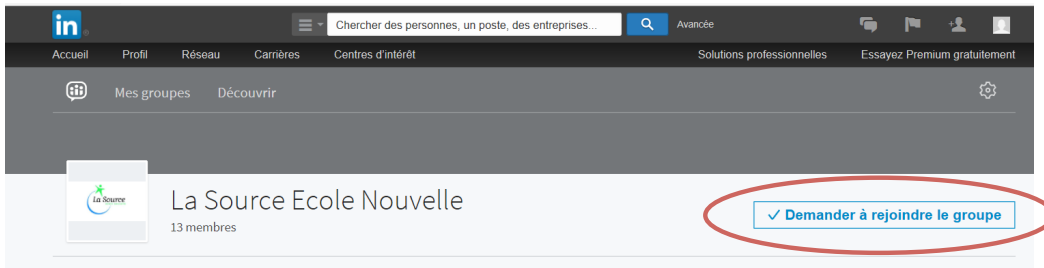 in
Chercher des personnes, un poste, des entreprises... Avancée
Accueil Profil Réseau Carrières Centres d'intérêt Solutions professionnelles Essayez Premium gratuitement
Mes groupes Découvrir
La Source
La Source Ecole Nouvelle
13 membres
Demander à rejoindre le groupe